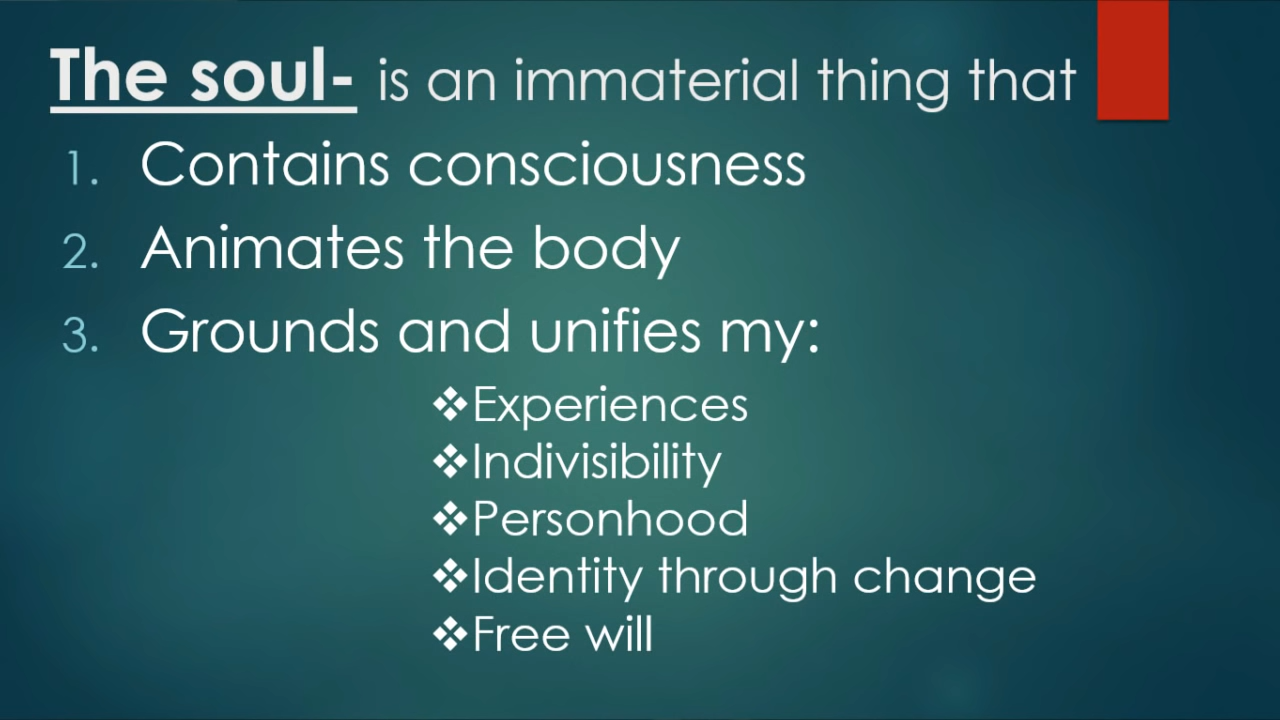 The soul- is an immaterial thing that
1. Contains consciousness
2. Animates the body
3. Grounds and unifies my:
❖Experiences
❖Indivisibility
❖Personhood
❖Identity through change
❖Free will